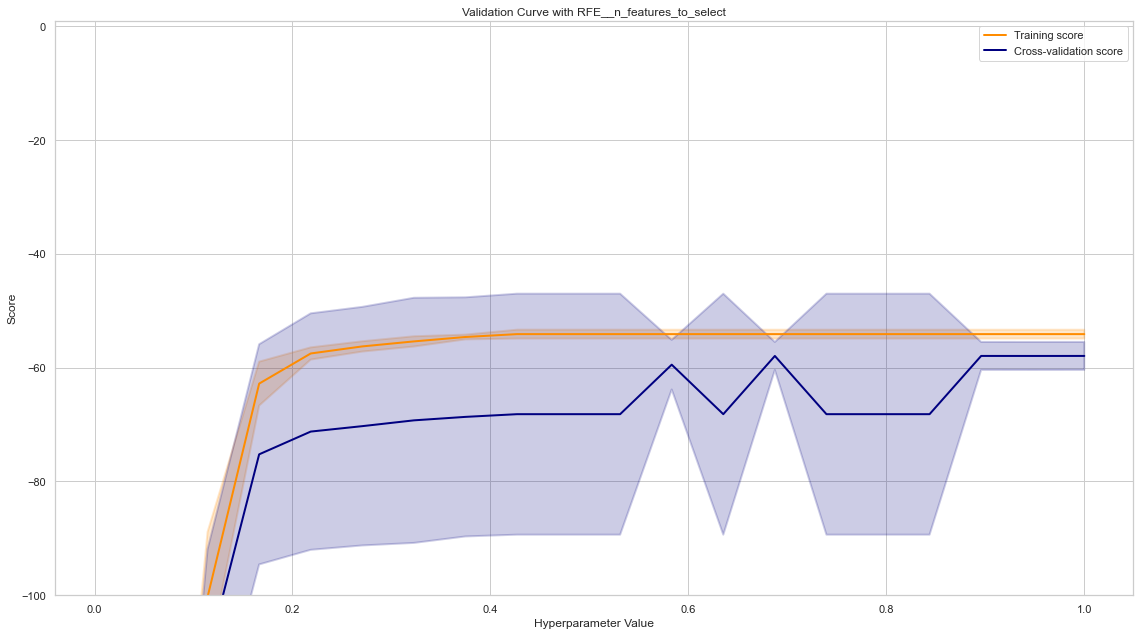 Validation Curve with RFE__n_features_to_select
Training score
Cross-validation score
0
−20
−40
−60
−80
−100
Score
0.0
0.2
0.4
0.6
0.8
1.0
Hyperparameter Value